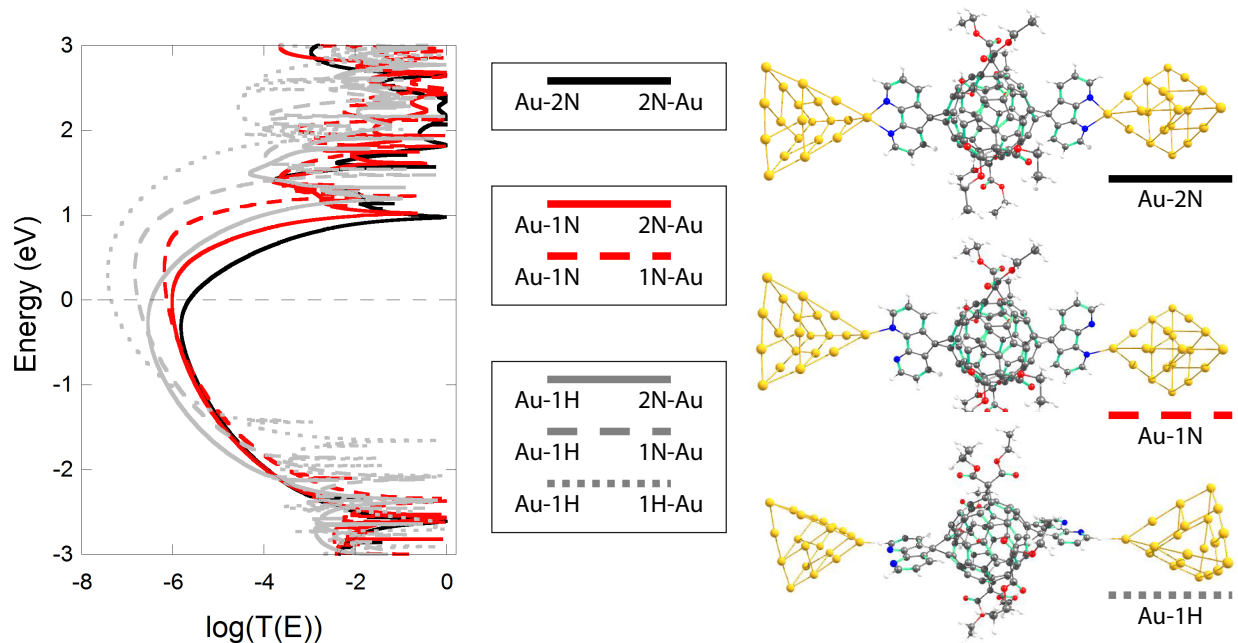 3
2
1
0
-1
-2
-3
Energy (eV)
-8 -6 -4 -2 0
log(T(E))
Au-2N 2N-Au
Au-1N 2N-Au
Au-1N 1N-Au
Au-1H 2N-Au
Au-1H 1N-Au
Au-1H 1H-Au
Au-2N
Au-1N
Au-1H